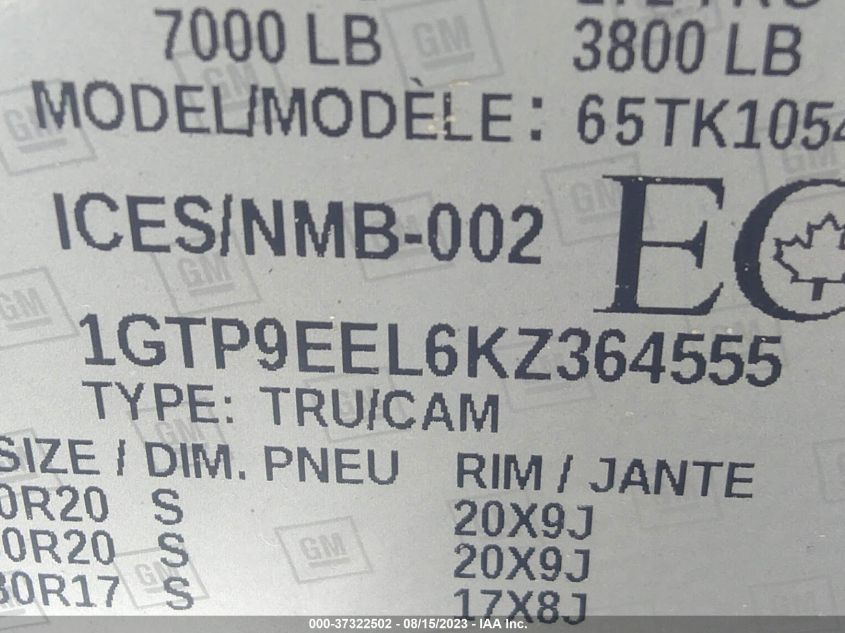 7000 LB 3800 LB
MODEL/MODÈLE: 65TK1054
ICES/NMB-002
1GTP9EEL6KZ364555
TYPE: TRU/CAM
SIZE / DIM. PNEU RIM / JANTE
0R20 S 20X9J
0R20 S 20X9J
80R17 S 17X8J
GM
000-37322502 - 08/15/2023 - IAA Inc.